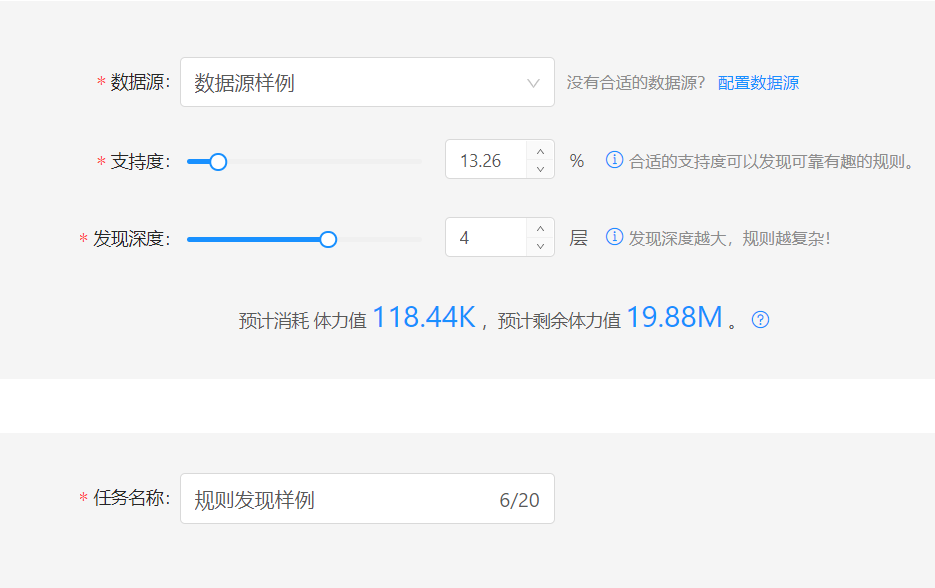 * 数据源: 数据源样例 没有合适的数据源? 配置数据源
* 支持度: 13.26 % 合适的支持度可以发现可靠有趣的规则。
* 发现深度: 4 层 发现深度越大，规则越复杂!
预计消耗 体力值 118.44K ，预计剩余体力值 19.88M 。
* 任务名称: 规则发现样例 6/20